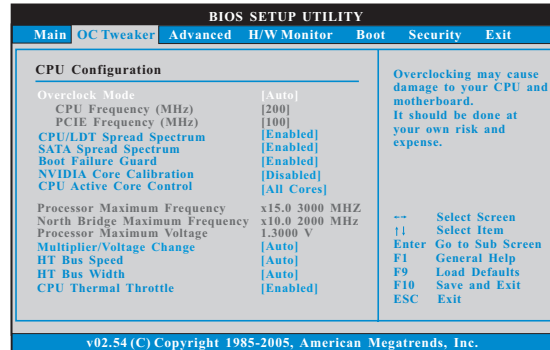 BIOS SETUP UTILITY
Main OC Tweaker Advanced H/W Monitor Boot Security Exit
CPU Configuration
Overclock Mode [Auto]
CPU Frequency (MHz) [200]
PCIE Frequency (MHz) [100]
CPU/LDT Spread Spectrum [Enabled]
SATA Spread Spectrum [Enabled]
Boot Failure Guard [Enabled]
NVIDIA Core Calibration [Disabled]
CPU Active Core Control [All Cores]
Processor Maximum Frequency x15.0 3000 MHZ
North Bridge Maximum Frequency x10.0 2000 MHz
Processor Maximum Voltage 1.3000 V
Multiplier/Voltage Change [Auto]
HT Bus Speed [Auto]
HT Bus Width [Auto]
CPU Thermal Throttle [Enabled]
Overclocking may cause
damage to your CPU and
motherboard.
It should be done at
your own risk and
expense.
←→ Select Screen
↑↓ Select Item
Enter Go to Sub Screen
F1 General Help
F9 Load Defaults
F10 Save and Exit
ESC Exit
v02.54 (C) Copyright 1985-2005, American Megatrends, Inc.